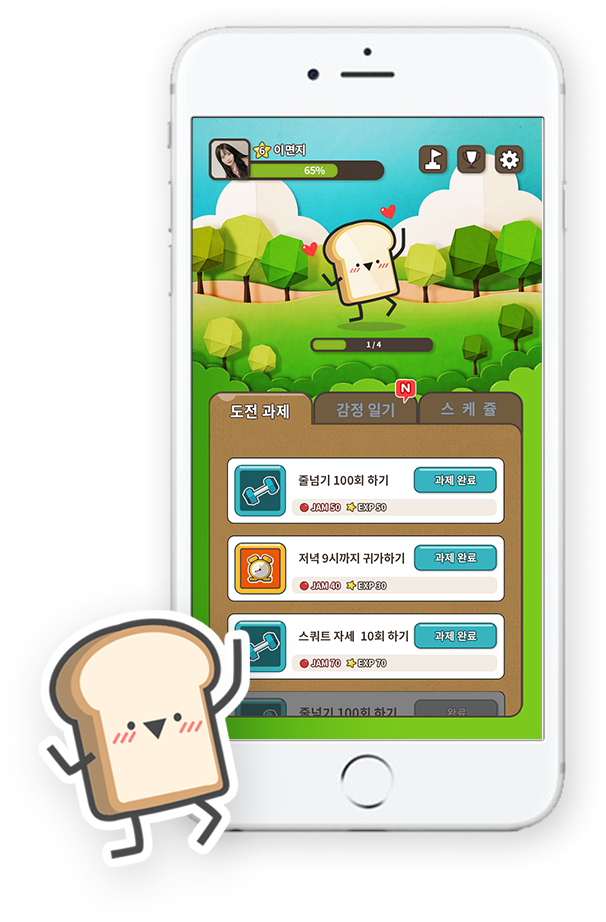 6 이면지
65%
1/4
N
도전 과제
감정 일기
스 케 쥴
줄넘기 100회 하기
과제 완료
JAM 50 EXP 50
저녁 9시까지 귀가하기
과제 완료
JAM 40 EXP 30
스쿼트 자세 10회 하기
과제 완료
JAM 70 EXP 70
줄넘기 100회 하기
완료